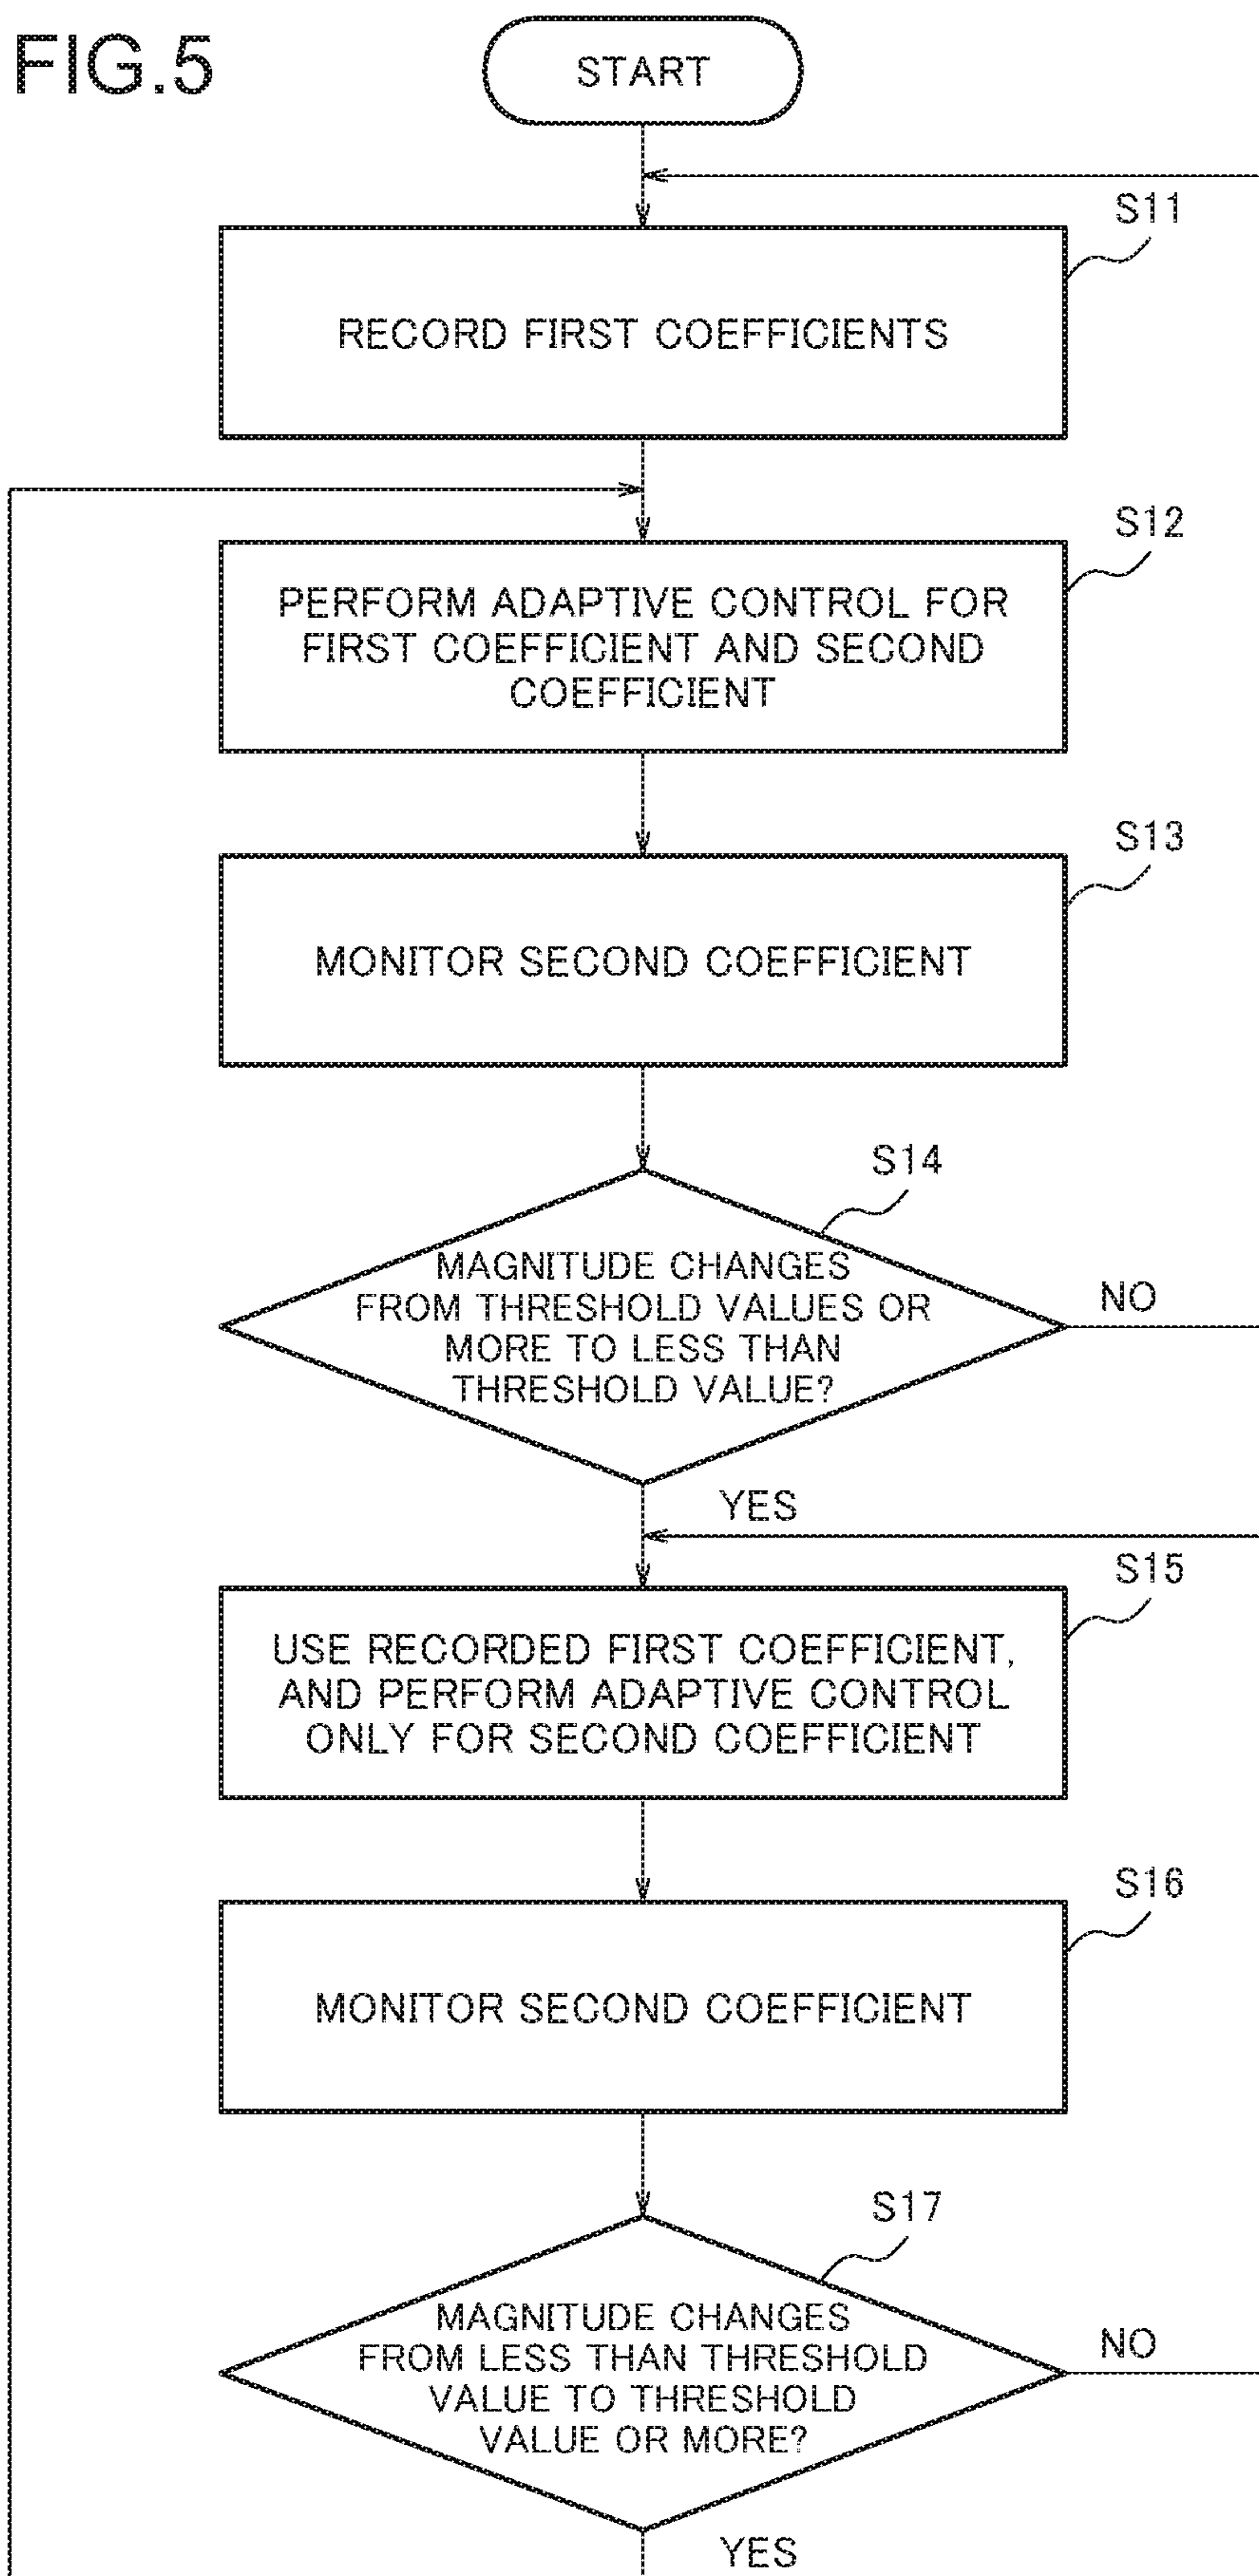 FIG.5
START
S11
RECORD FIRST COEFFICIENTS
S12
PERFORM ADAPTIVE CONTROL FOR
FIRST COEFFICIENT AND SECOND
COEFFICIENT
S13
MONITOR SECOND COEFFICIENT
S14
MAGNITUDE CHANGES
FROM THRESHOLD VALUES OR
MORE TO LESS THAN
THRESHOLD VALUE?
NO
YES
S15
USE RECORDED FIRST COEFFICIENT,
AND PERFORM ADAPTIVE CONTROL
ONLY FOR SECOND COEFFICIENT
S16
MONITOR SECOND COEFFICIENT
S17
MAGNITUDE CHANGES
FROM LESS THAN THRESHOLD
VALUE TO THRESHOLD
VALUE OR MORE?
NO
YES